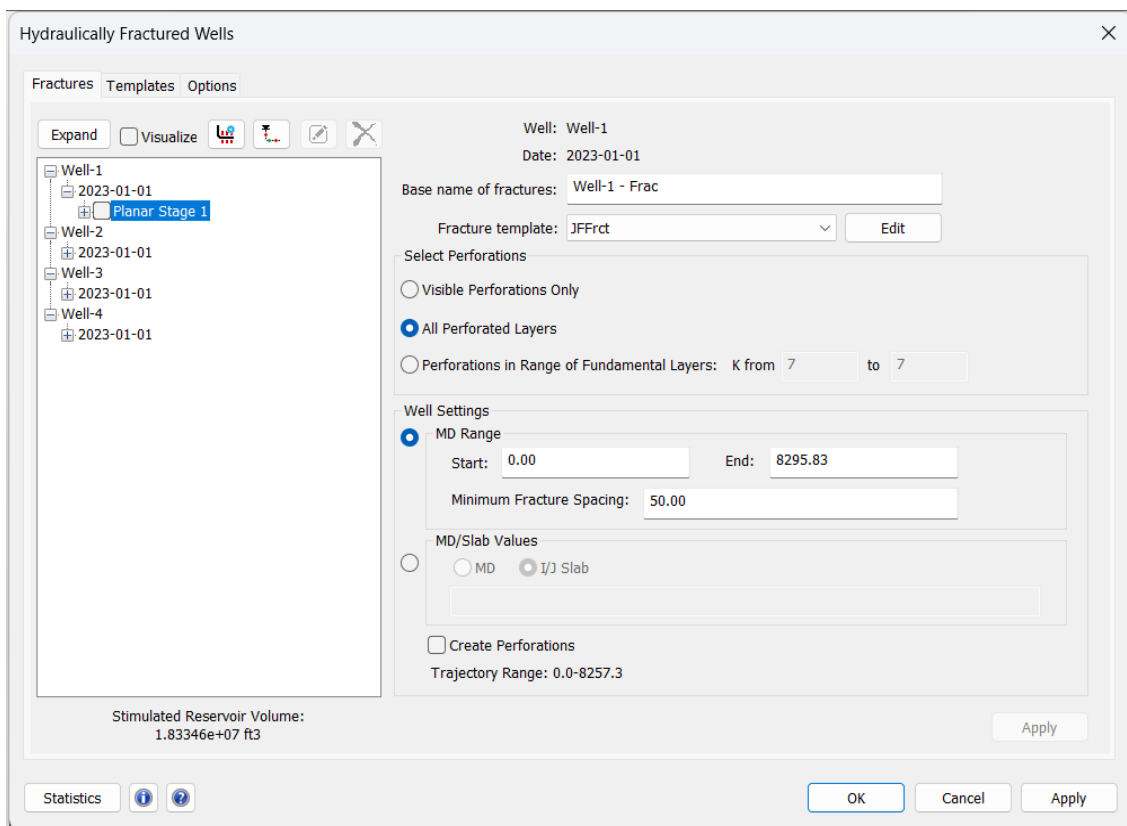 Hydraulically Fractured Wells
Fractures Templates Options
Expand Visualize
Well-1
2023-01-01
Planar Stage 1
Well-2
2023-01-01
Well-3
2023-01-01
Well-4
2023-01-01
Stimulated Reservoir Volume:
1.83346e+07 ft3
Well: Well-1
Date: 2023-01-01
Base name of fractures: Well-1 - Frac
Fracture template: JFFrct Edit
Select Perforations
Visible Perforations Only
All Perforated Layers
Perforations in Range of Fundamental Layers: K from 7 to 7
Well Settings
MD Range
Start: 0.00 End: 8295.83
Minimum Fracture Spacing: 50.00
MD/Slab Values
MD I/J Slab
Create Perforations
Trajectory Range: 0.0-8257.3
Apply
Statistics OK Cancel Apply